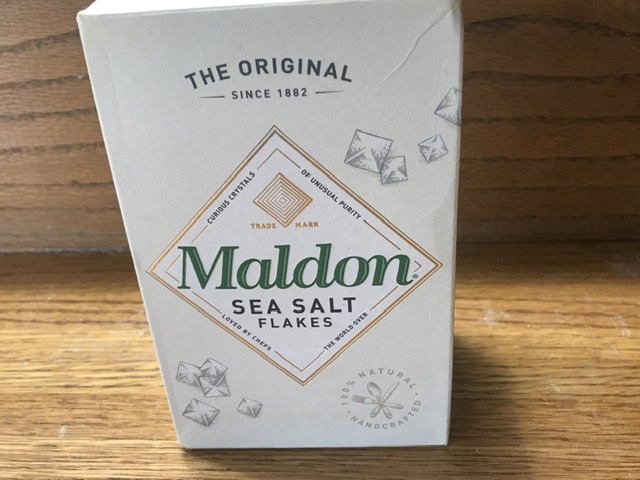 THE ORIGINAL
SINCE 1882
CURIOUS CRYSTALS
OF UNUSUAL PURITY
TRADE MARK
Maldon®
SEA SALT
FLAKES
LOVED BY CHEFS
THE WORLD OVER
100% NATURAL
HANDCRAFTED